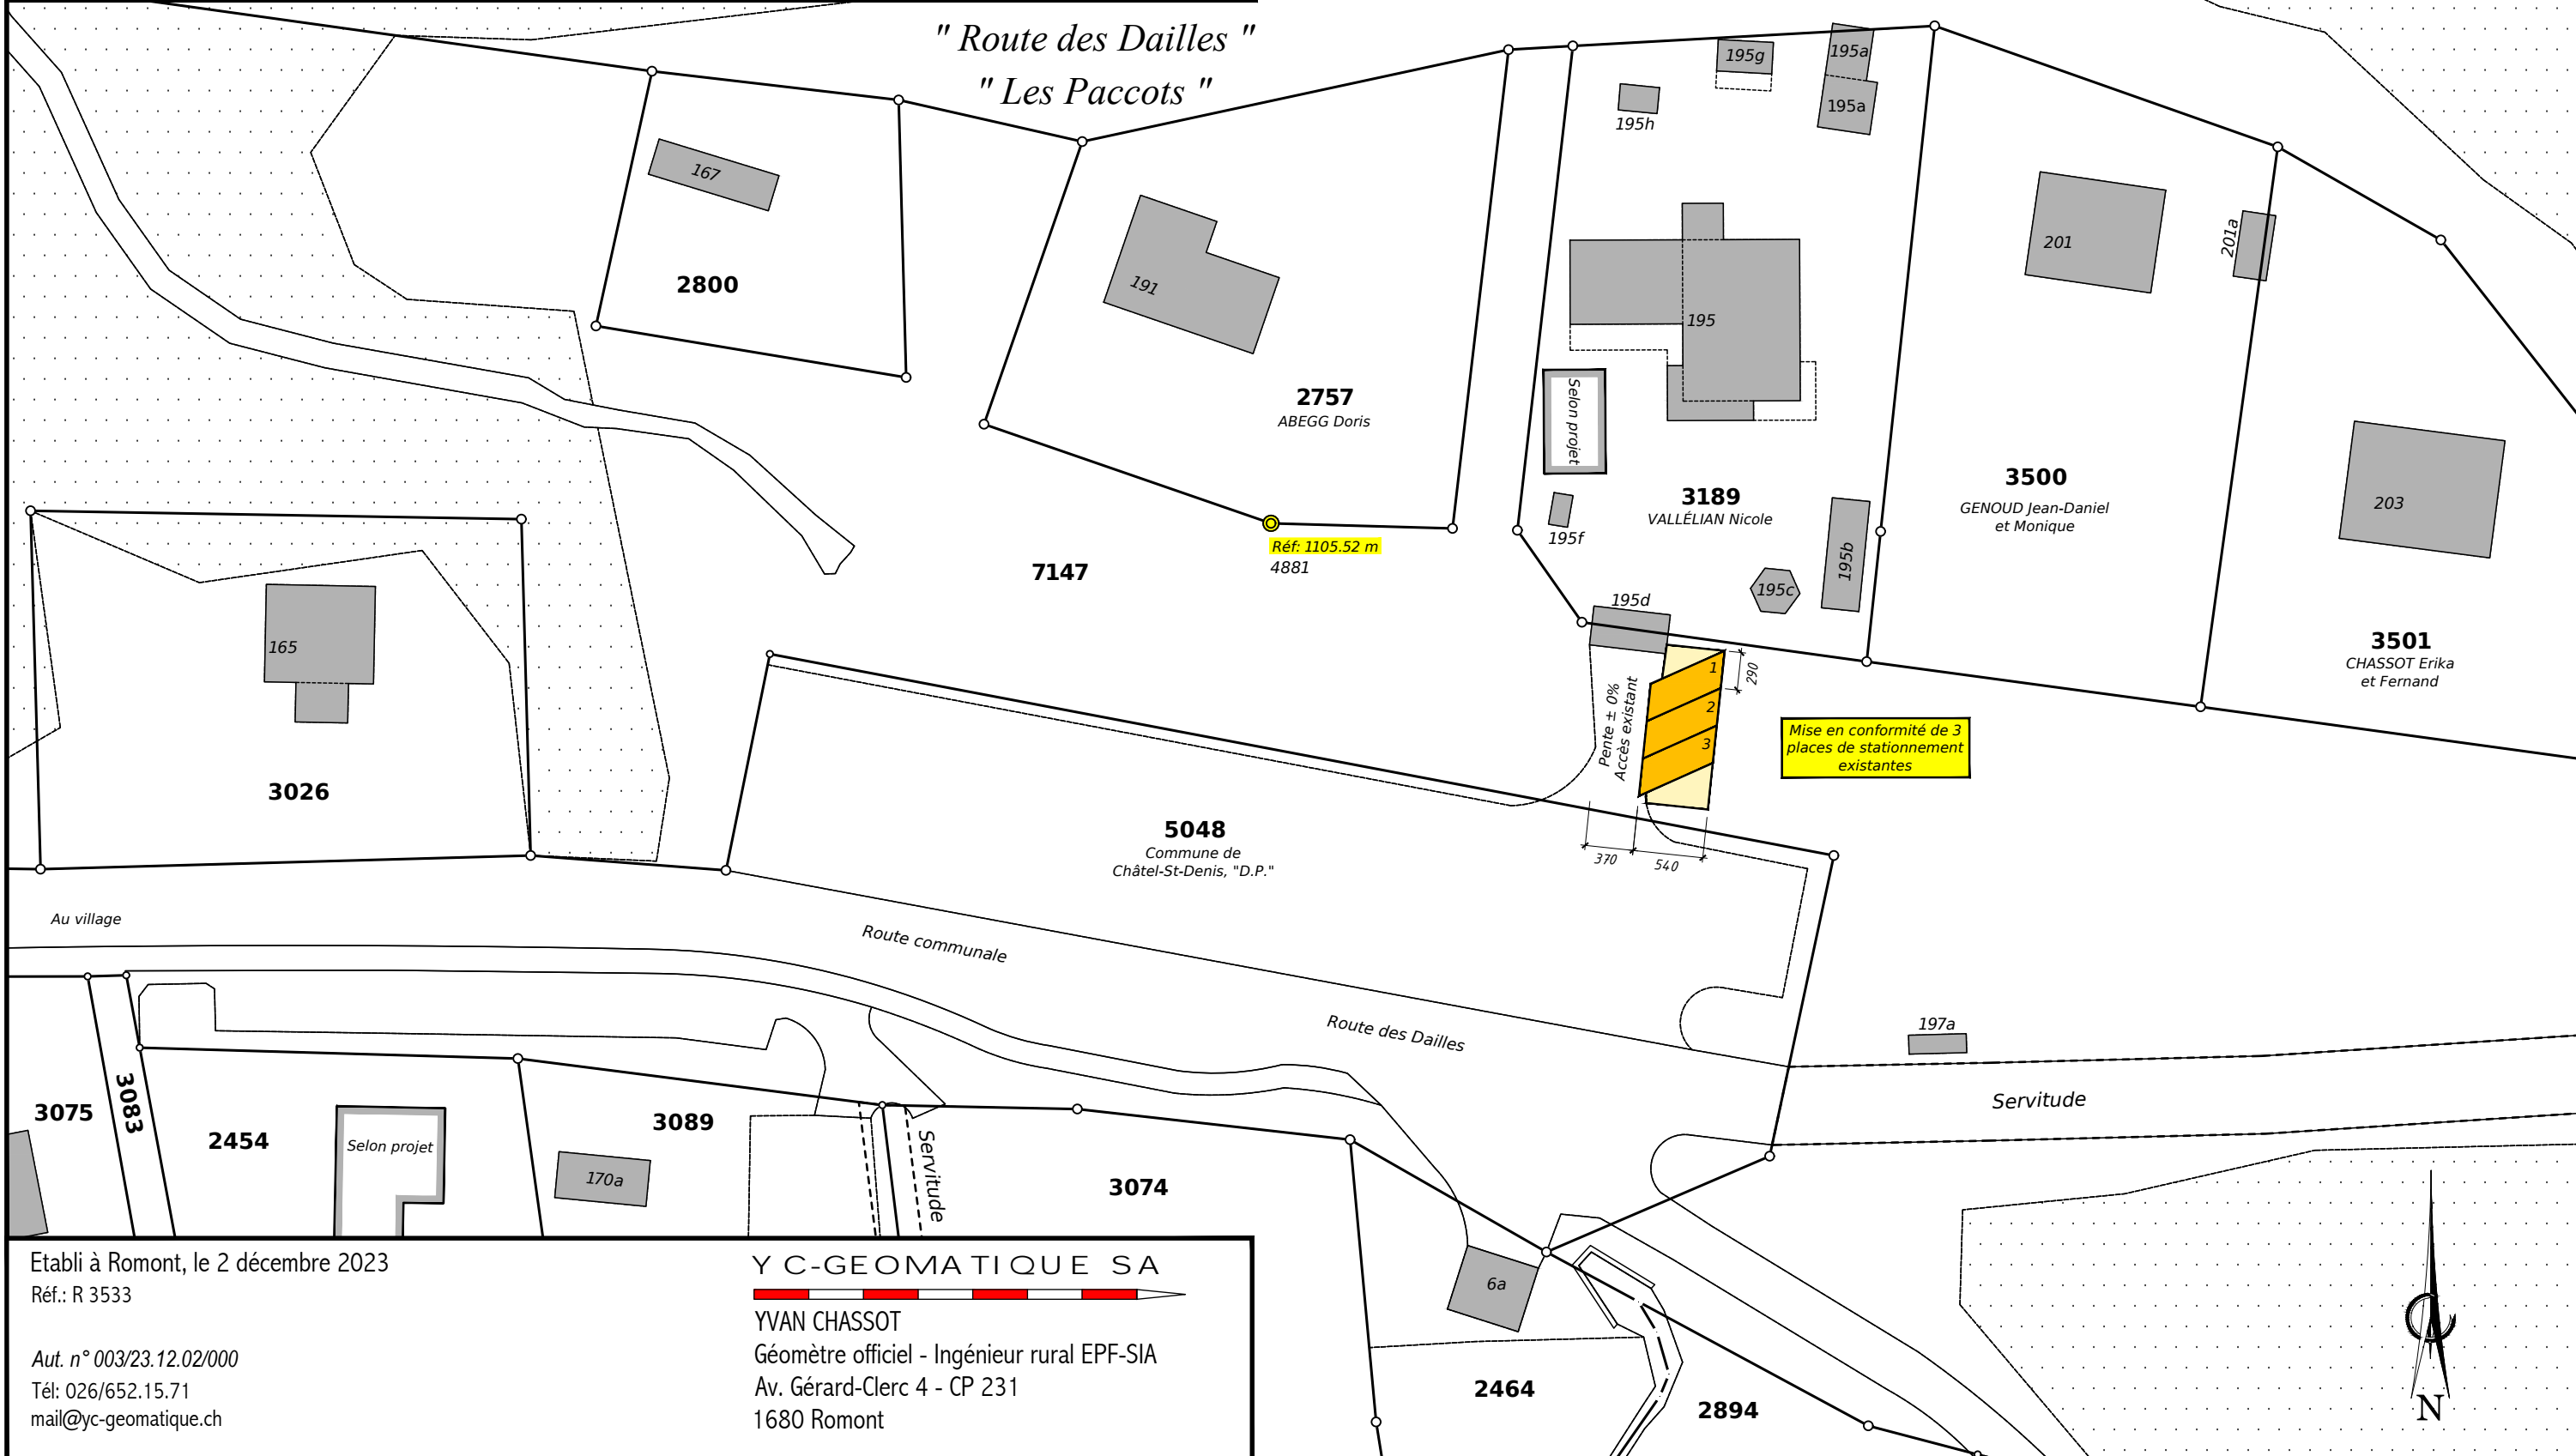 " Route des Dailles "
" Les Paccots "
195g
195a
195a
195h
167
191
2800
201
201a
195
2757
ABEGG Doris
Selon projet
3189
VALLÉLIAN Nicole
3500
GENOUD Jean-Daniel
et Monique
203
195f
195b
195c
195d
Réf: 1105.52 m
4881
7147
165
3026
3501
CHASSOT Erika
et Fernand
1
2
3
290
Pente ± 0%
Accès existant
Mise en conformité de 3
places de stationnement
existantes
370
540
5048
Commune de
Châtel-St-Denis, "D.P."
Au village
Route communale
Route des Dailles
197a
Servitude
3075
3083
2454
Selon projet
3089
170a
Servitude
3074
6a
2464
2894
N
Etabli à Romont, le 2 décembre 2023
Réf.: R 3533
Aut. n° 003/23.12.02/000
Tél: 026/652.15.71
mail@yc-geomatique.ch
YC-GEOMATIQUE SA
YVAN CHASSOT
Géomètre officiel - Ingénieur rural EPF-SIA
Av. Gérard-Clerc 4 - CP 231
1680 Romont